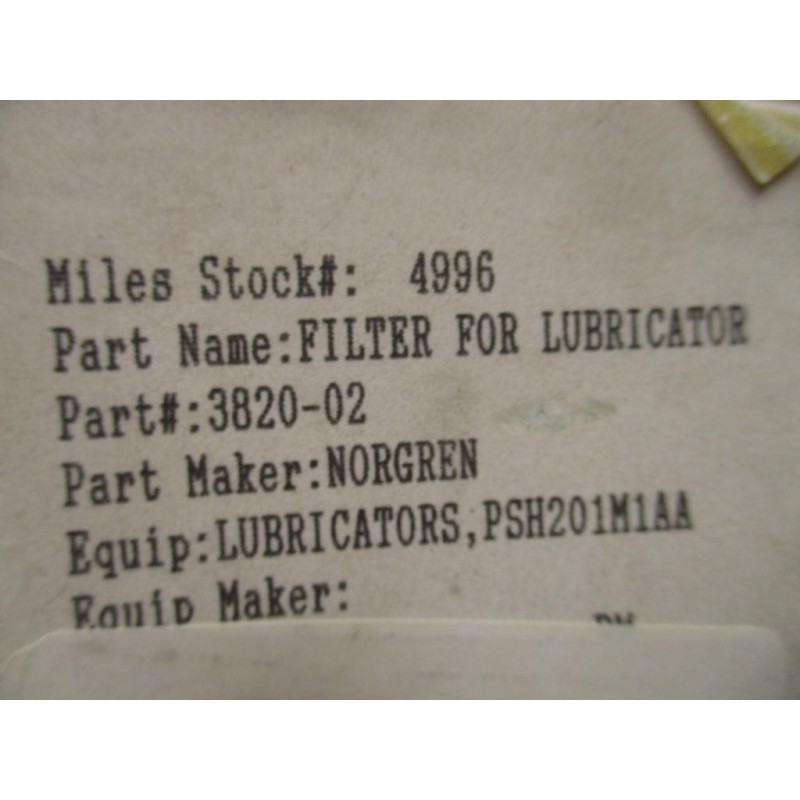 Miles Stock#: 4996
Part Name:FILTER FOR LUBRICATOR
Part#:3820-02
Part Maker:NORGREN
Equip:LUBRICATORS,PSH201M1AA
Equip Maker: